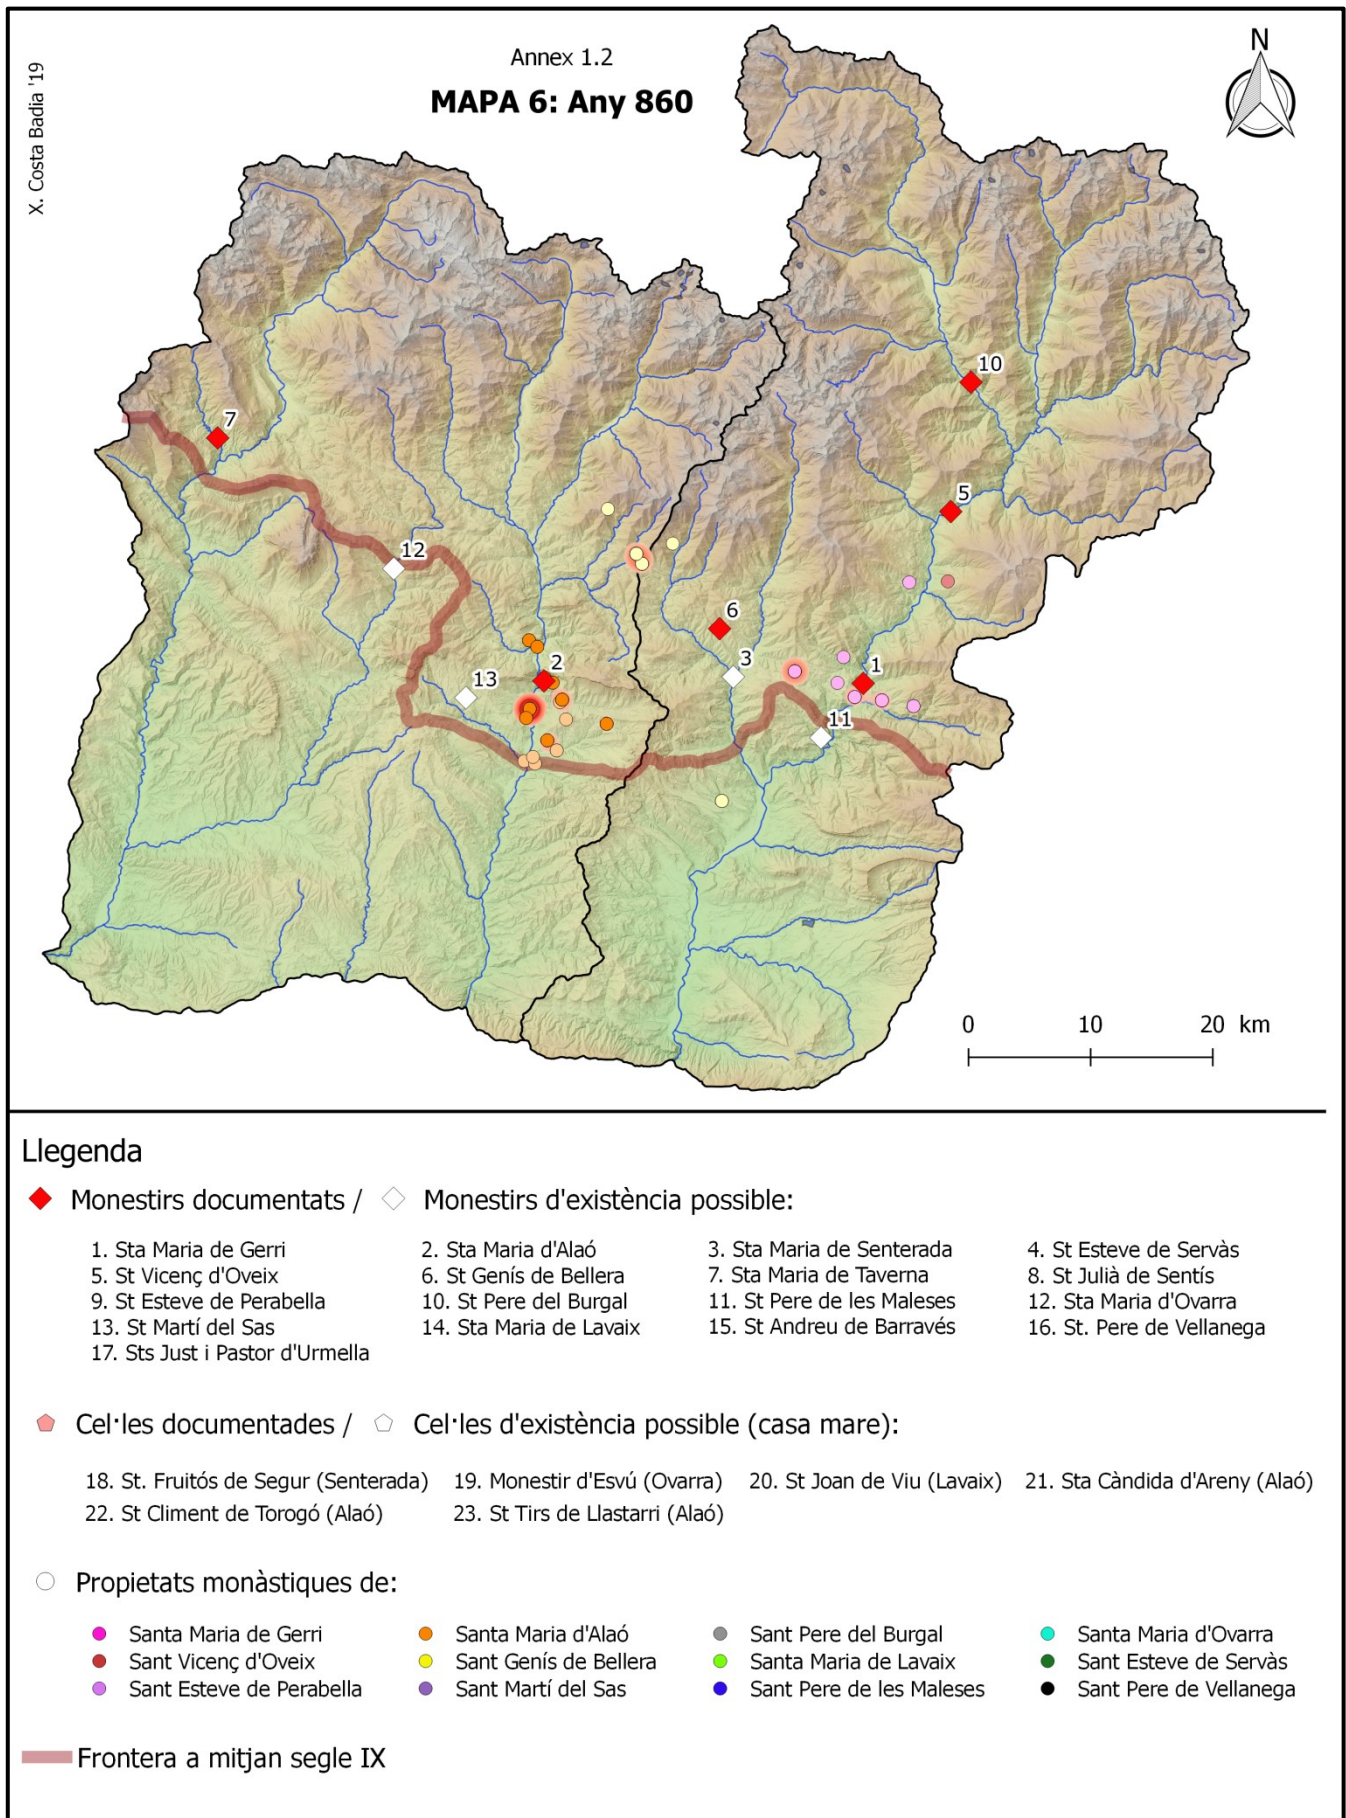 Annex 1.2
MAPA 6: Any 860
X. Costa Badia '19
N
10
7
5
12
6
3
2
1
13
11
0 10 20 km
Llegenda
Monestirs documentats / Monestirs d'existència possible:
1. Sta Maria de Gerri 2. Sta Maria d'Alaó 3. Sta Maria de Senterada 4. St Esteve de Servàs
5. St Vicenç d'Oveix 6. St Genís de Bellera 7. Sta Maria de Taverna 8. St Julià de Sentís
9. St Esteve de Perabella 10. St Pere del Burgal 11. St Pere de les Maleses 12. Sta Maria d'Ovarra
13. St Martí del Sas 14. Sta Maria de Lavaix 15. St Andreu de Barravés 16. St. Pere de Vellanega
17. Sts Just i Pastor d'Urmella
Cel·les documentades / Cel·les d'existència possible (casa mare):
18. St. Fruitós de Segur (Senterada) 19. Monestir d'Esvú (Ovarra) 20. St Joan de Viu (Lavaix) 21. Sta Càndida d'Areny (Alaó)
22. St Climent de Torogó (Alaó) 23. St Tirs de Llastarri (Alaó)
Propietats monàstiques de:
Santa Maria de Gerri Santa Maria d'Alaó Sant Pere del Burgal Santa Maria d'Ovarra
Sant Vicenç d'Oveix Sant Genís de Bellera Santa Maria de Lavaix Sant Esteve de Servàs
Sant Esteve de Perabella Sant Martí del Sas Sant Pere de les Maleses Sant Pere de Vellanega
Frontera a mitjan segle IX